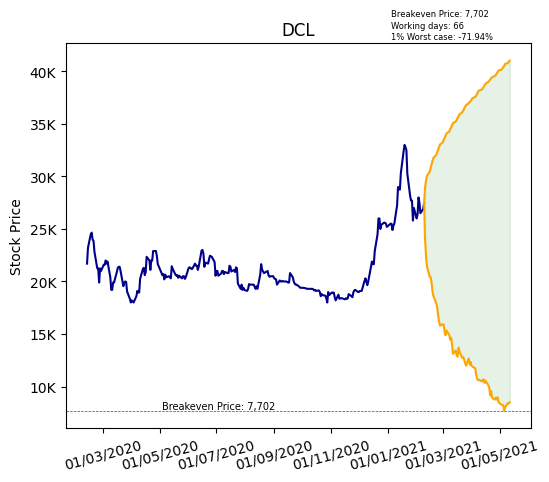 Breakeven Price: 7,702
Working days: 66
1% Worst case: -71.94%
DCL
Stock Price
40K
35K
30K
25K
20K
15K
10K
Breakeven Price: 7,702
01/03/2020 01/05/2020 01/07/2020 01/09/2020 01/11/2020 01/01/2021 01/03/2021 01/05/2021